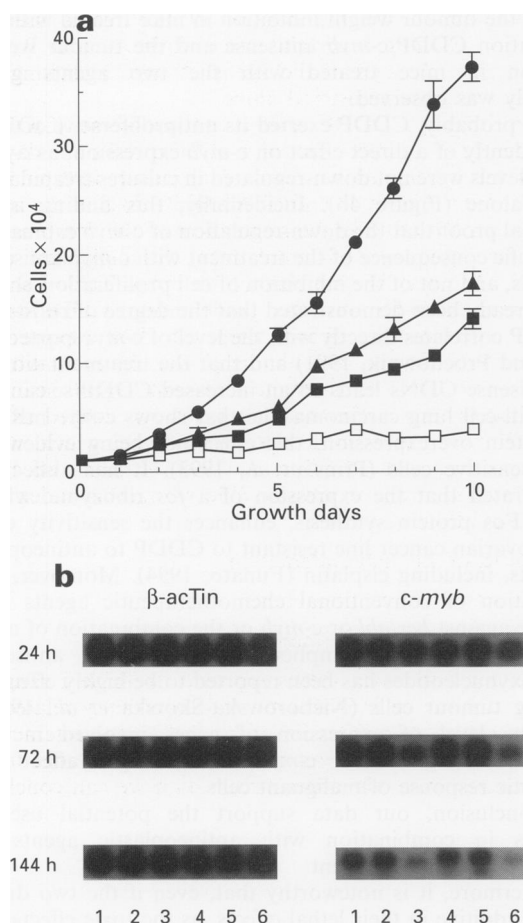 a
40
30
20
10
0
Cells × 10⁴
0
5
10
Growth days
b
β-acTin
c-myb
24 h
72 h
144 h
1 2 3 4 5 6
1 2 3 4 5 6